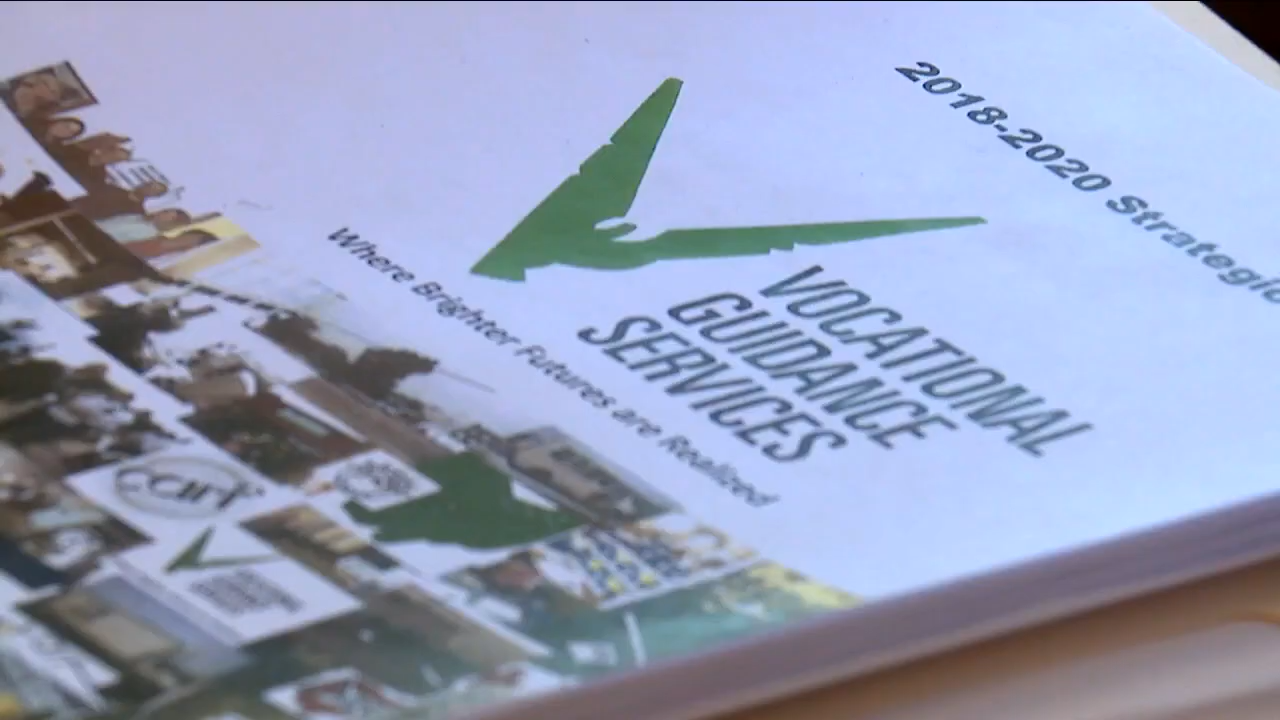 2018-2020 Strategic
VOCATIONAL
GUIDANCE
SERVICES
Where Brighter Futures are Realized